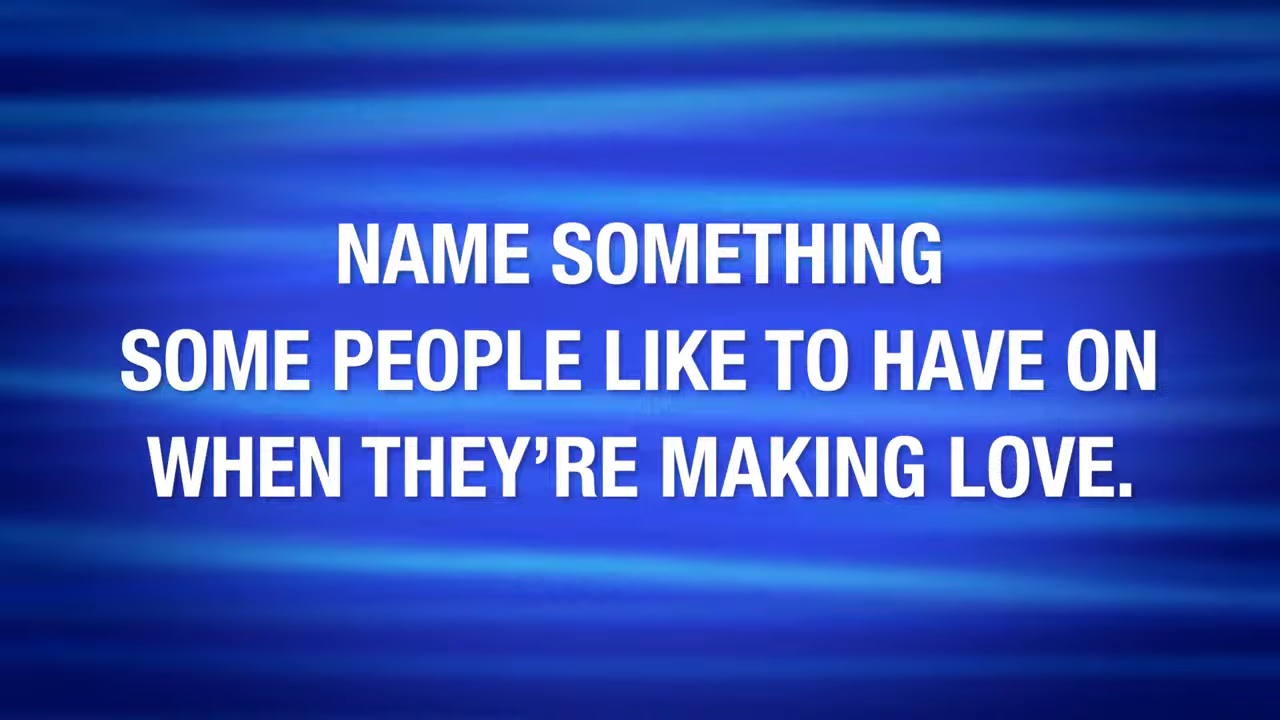 NAME SOMETHING
SOME PEOPLE LIKE TO HAVE ON
WHEN THEY’RE MAKING LOVE.